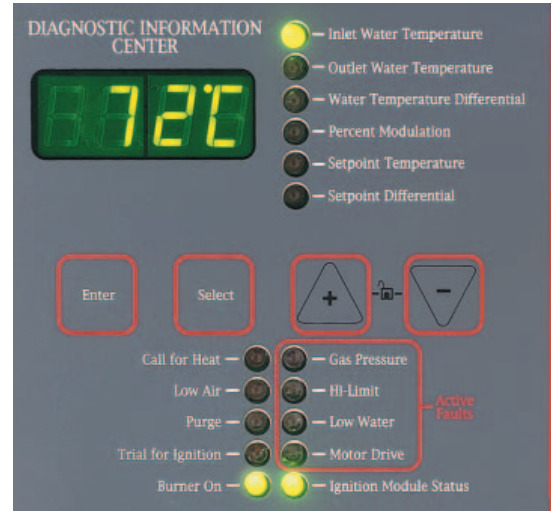 DIAGNOSTIC INFORMATION
CENTER
72°C
Inlet Water Temperature
Outlet Water Temperature
Water Temperature Differential
Percent Modulation
Setpoint Temperature
Setpoint Differential
Enter
Select
+
-
Call for Heat
Low Air
Purge
Trial for Ignition
Burner On
Gas Pressure
Hi-Limit
Low Water
Motor Drive
Ignition Module Status
Active
Faults